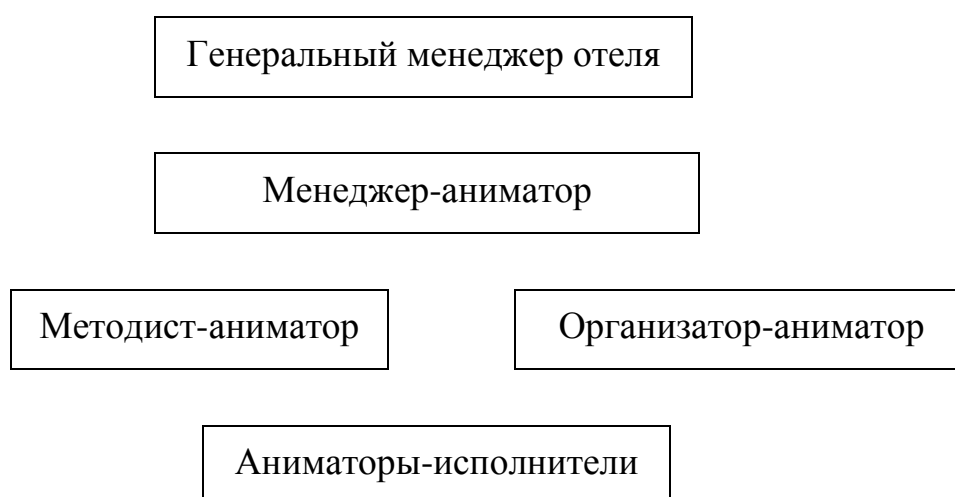 Генеральный менеджер отеля
Менеджер-аниматор
Методист-аниматор
Организатор-аниматор
Аниматоры-исполнители